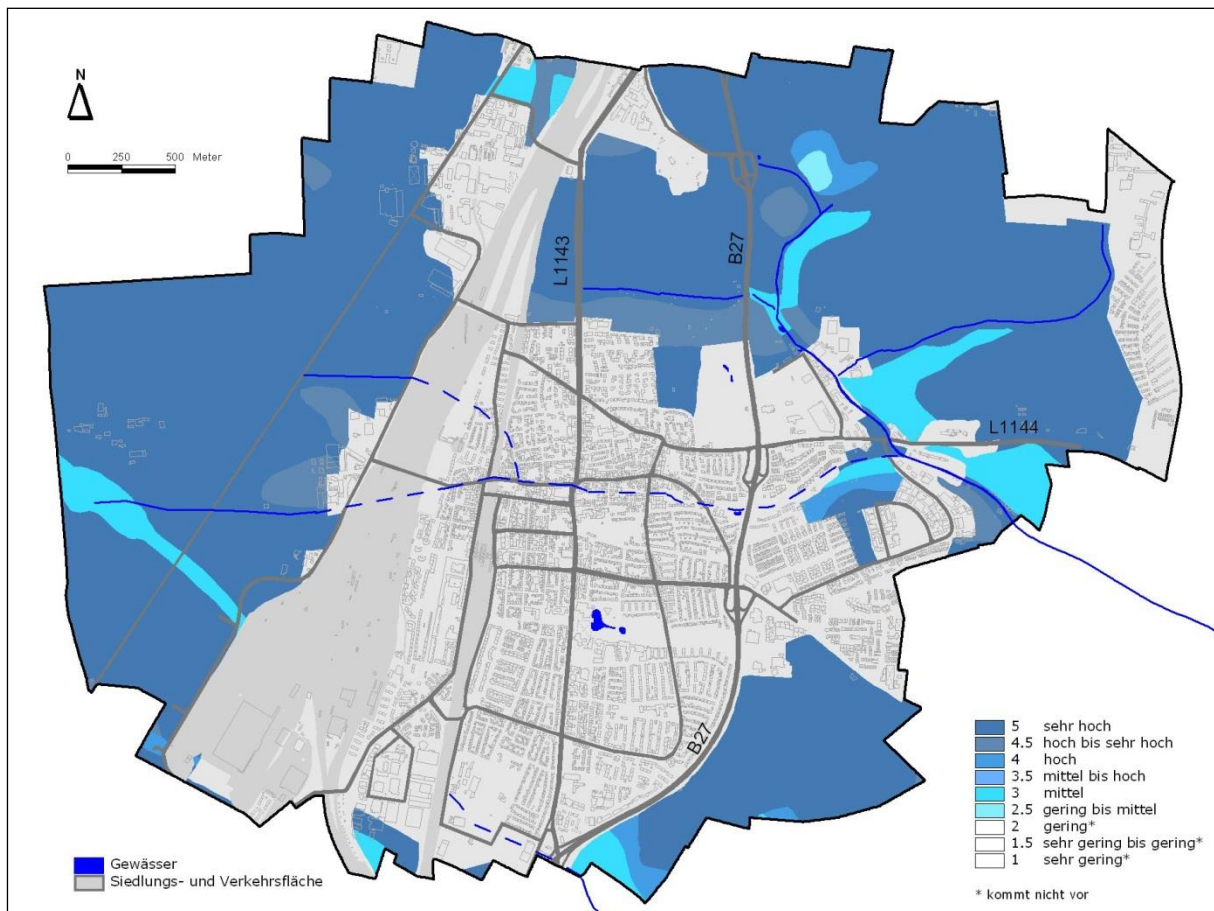 N
0 250 500 Meter
L1143
B27
L1144
B27
5 sehr hoch
4.5 hoch bis sehr hoch
4 hoch
3.5 mittel bis hoch
3 mittel
2.5 gering bis mittel
2 gering*
1.5 sehr gering bis gering*
1 sehr gering*
* kommt nicht vor
Gewässer
Siedlungs- und Verkehrsfläche